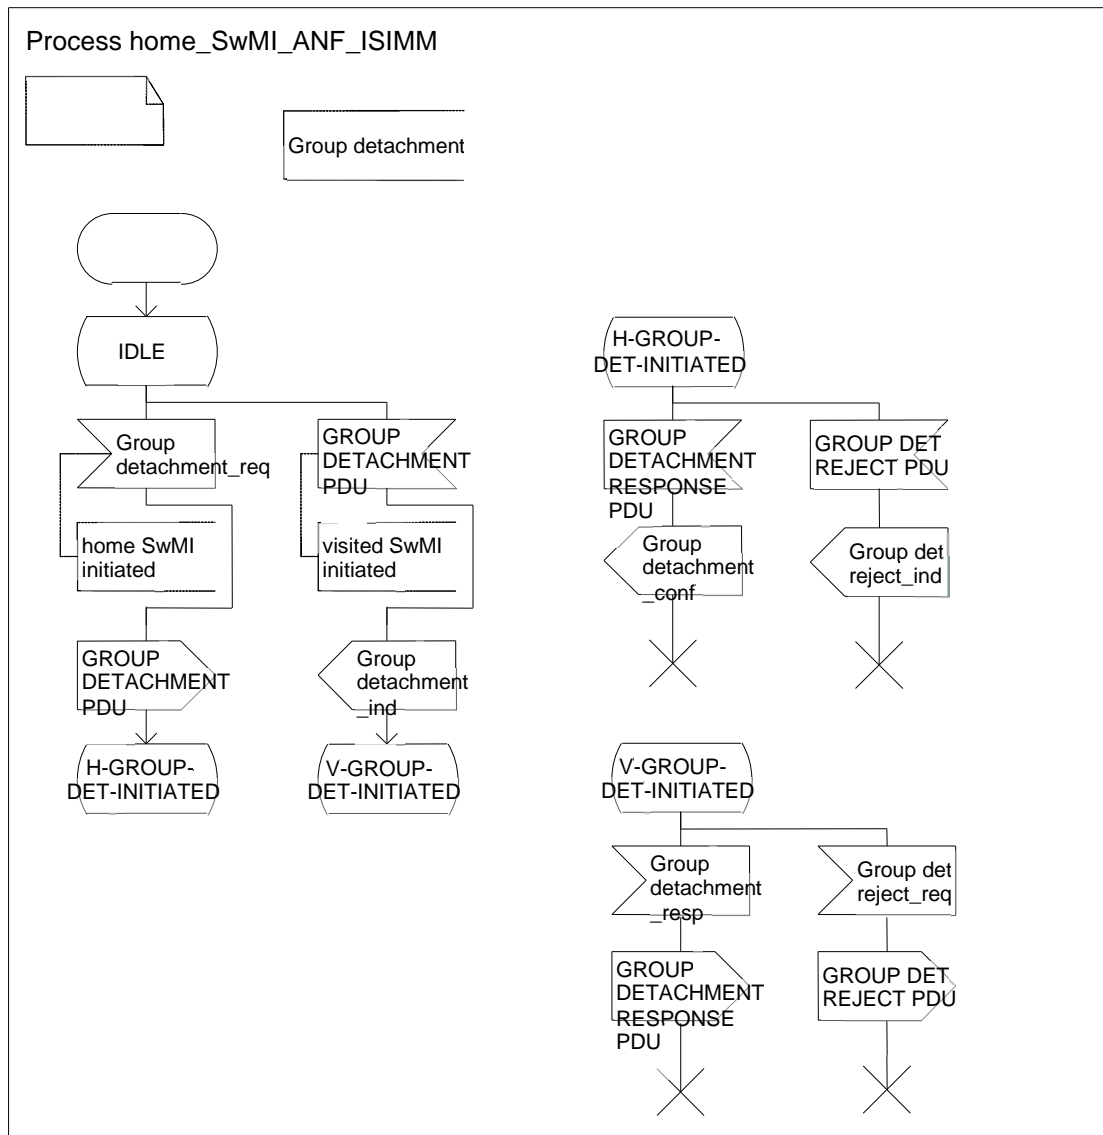 Process home_SwMI_ANF_ISIMM
Group detachment
IDLE
Group
detachment_req
GROUP
DETACHMENT
PDU
home SwMI
initiated
visited SwMI
initiated
GROUP
DETACHMENT
PDU
Group
detachment
_ind
H-GROUP-
DET-INITIATED
V-GROUP-
DET-INITIATED
H-GROUP-
DET-INITIATED
GROUP
DETACHMENT
RESPONSE
PDU
GROUP DET
REJECT PDU
Group
detachment
_conf
Group det
reject_ind
V-GROUP-
DET-INITIATED
Group
detachment
_resp
Group det
reject_req
GROUP
DETACHMENT
RESPONSE
PDU
GROUP DET
REJECT PDU